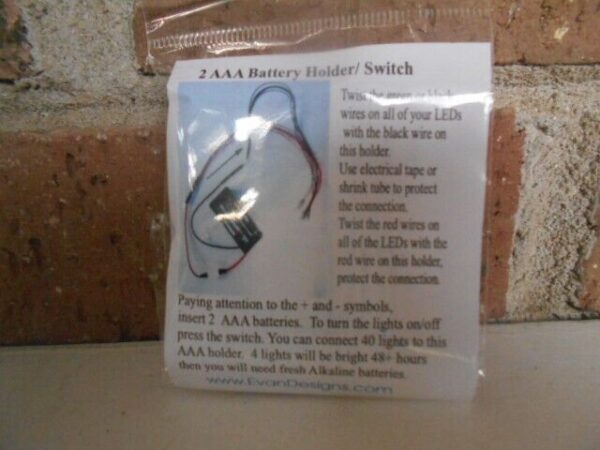 2 AAA Battery Holder/ Switch
Twist the green or black
wires on all of your LEDs
with the black wire on
this holder.
Use electrical tape or
shrink tube to protect
the connection.
Twist the red wires on
all of the LEDs with the
red wire on this holder,
protect the connection.
Paying attention to the + and - symbols,
insert 2 AAA batteries. To turn the lights on/off
press the switch. You can connect 40 lights to this
AAA holder. 4 lights will be bright 48+ hours
then you will need fresh Alkaline batteries.
www.EvanDesigns.com